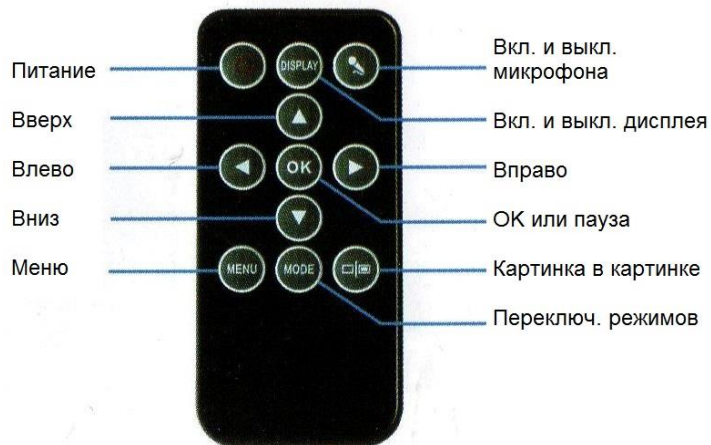 Питание
Вверх
Влево
Вниз
Меню
DISPLAY
OK
MENU
MODE
Вкл. и выкл.
микрофона
Вкл. и выкл. дисплея
Вправо
OK или пауза
Картинка в картинке
Переключ. режимов